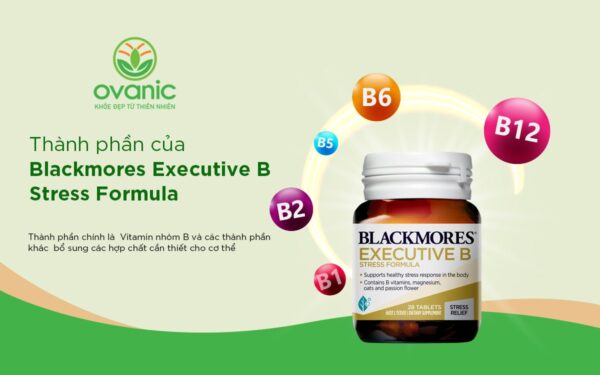 ovanic
KHỎE ĐẸP TỪ THIÊN NHIÊN
Thành phần của
Blackmores Executive B
Stress Formula
Thành phần chính là Vitamin nhóm B và các thành phần
khác bổ sung các hợp chất cần thiết cho cơ thể
B6
B12
B5
B2
B1
BLACKMORES
EXECUTIVE B
STRESS FORMULA
• Supports healthy stress response in the body
• Contains B vitamins, magnesium,
oats and passion flower
28 TABLETS
DIETARY SUPPLEMENT
STRESS
RELIEF